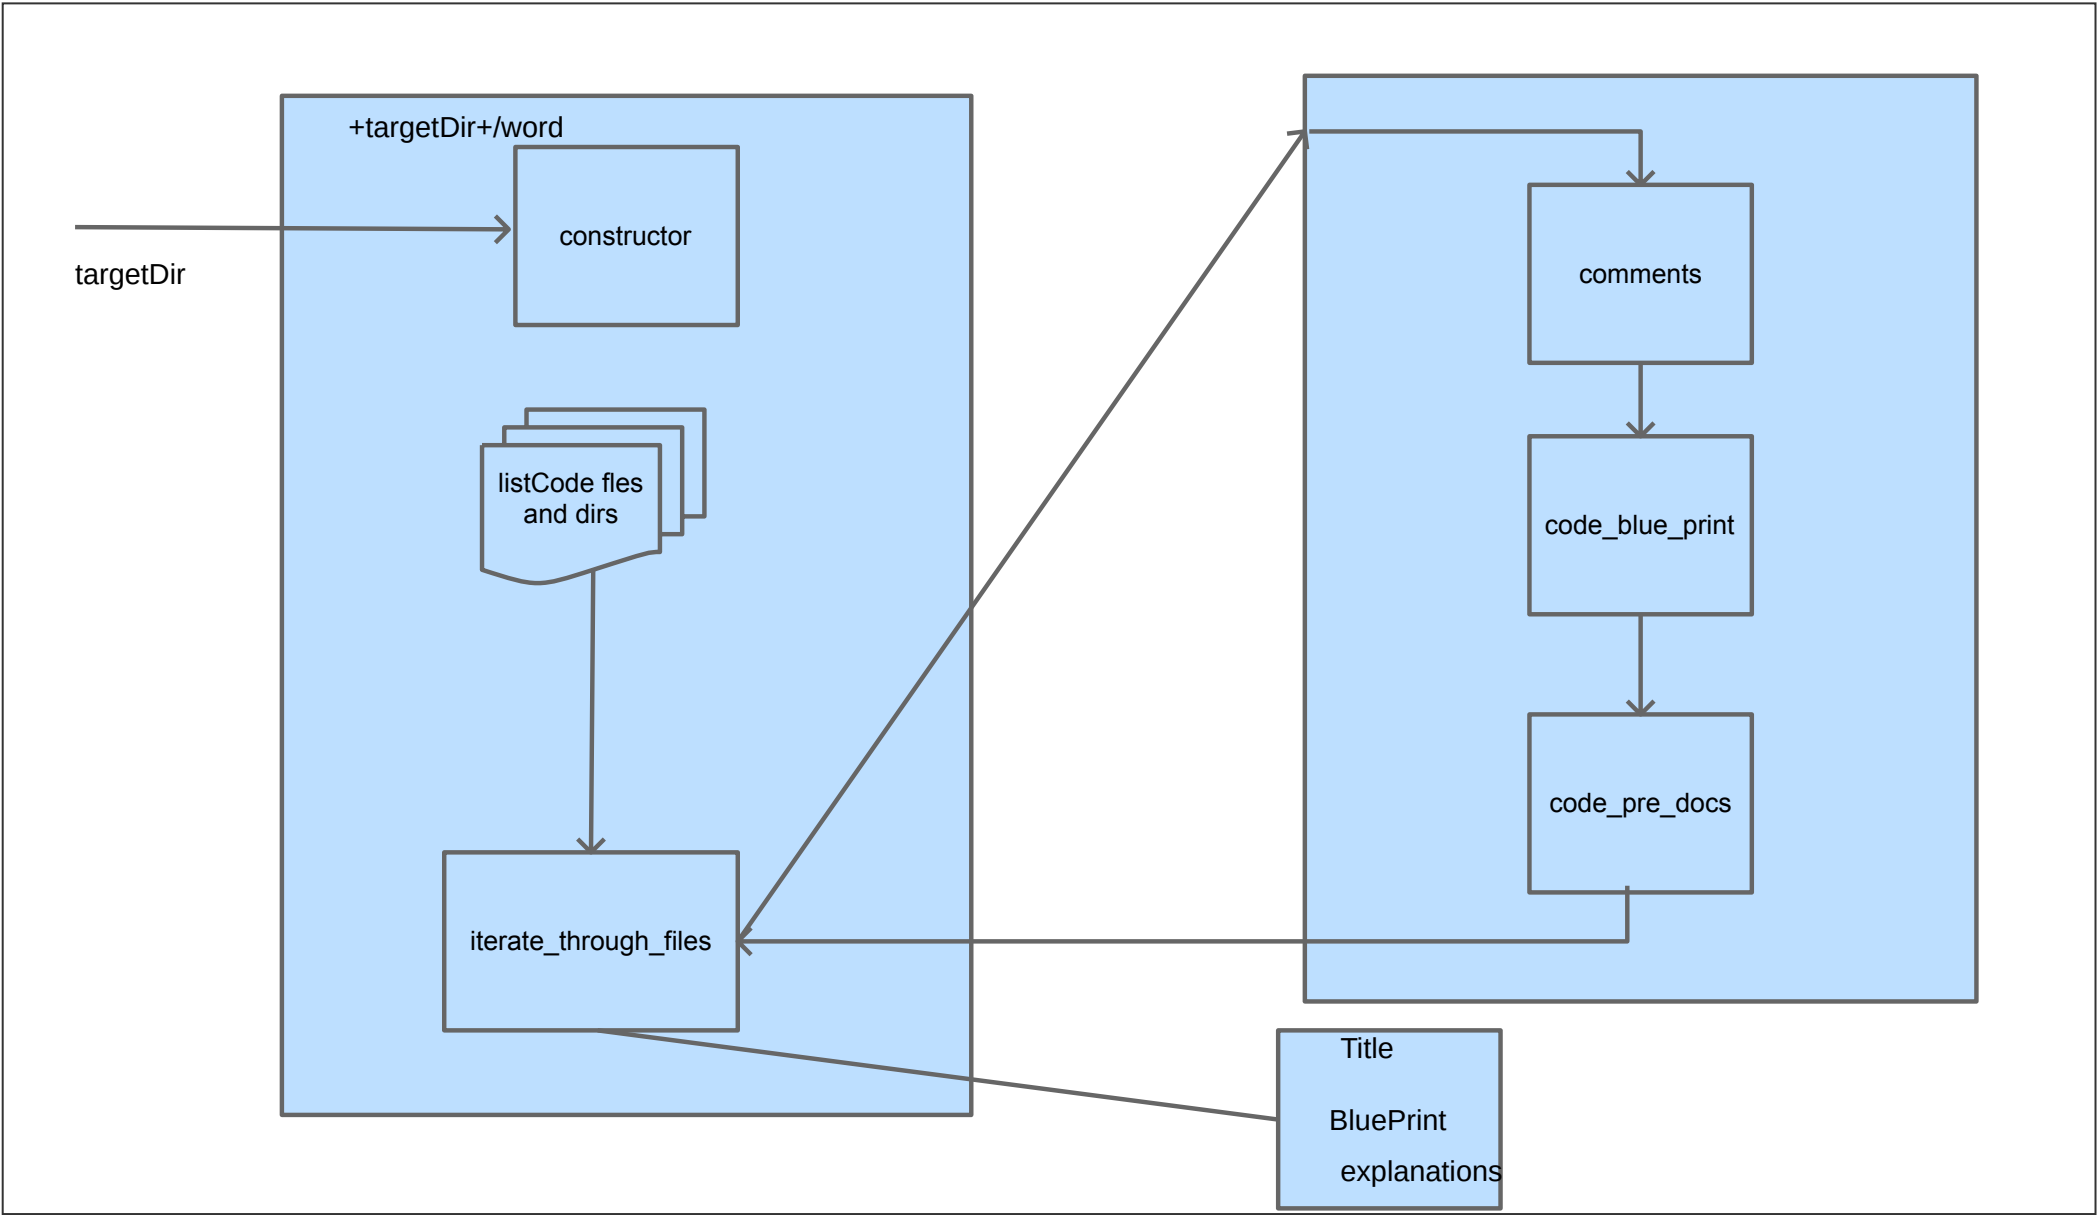 +targetDir+/word
constructor
targetDir
listCode fles
and dirs
iterate_through_files
comments
code_blue_print
code_pre_docs
Title
BluePrint
explanations